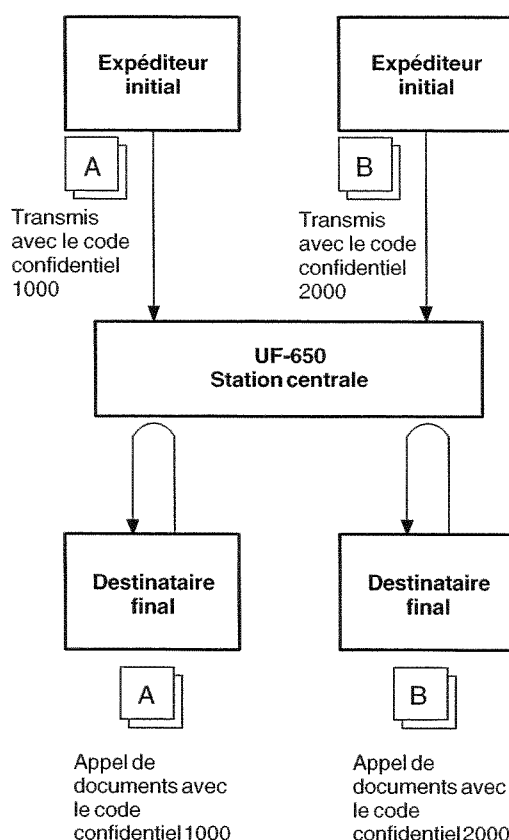 Expéditeur
initial
Expéditeur
initial
A
B
Transmis
avec le code
confidentiel
1000
Transmis
avec le code
confidentiel
2000
UF-650
Station centrale
Destinataire
final
Destinataire
final
A
B
Appel de
documents avec
le code
confidentiel 1000
Appel de
documents avec
le code
confidentiel 2000